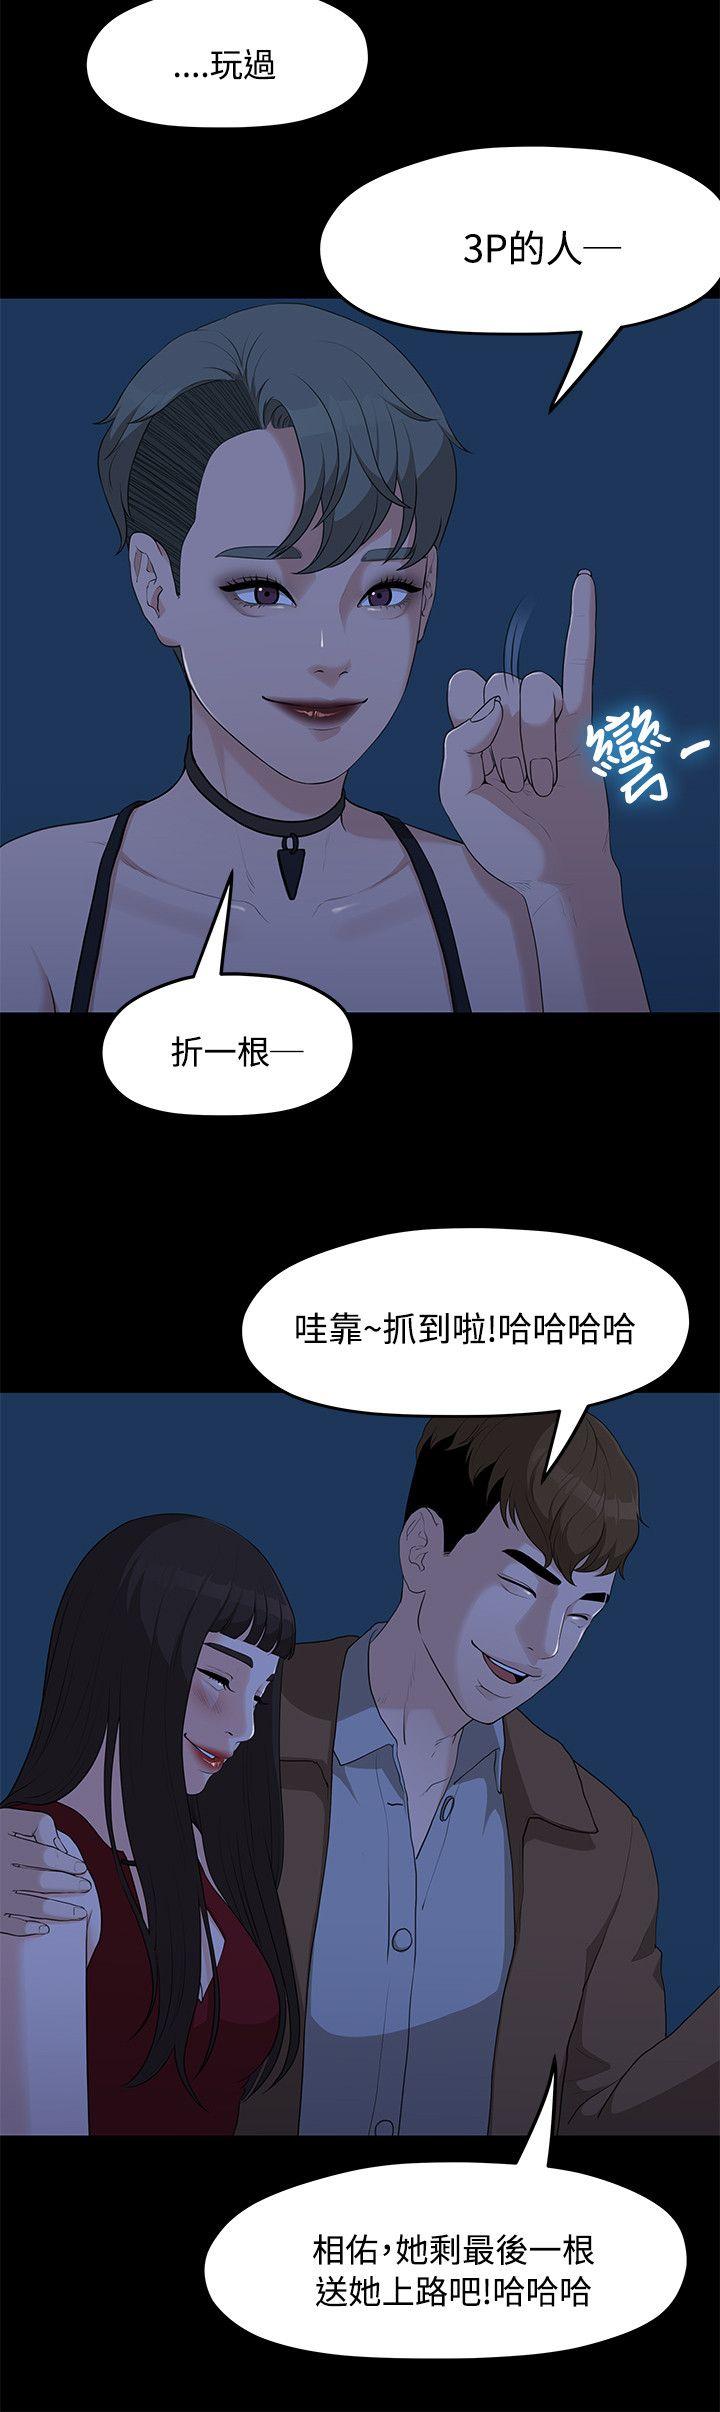 ....玩過
3P的人—
彎~
折一根—
哇靠~抓到啦!哈哈哈哈
相佑,她剩最後一根
送她上路吧!哈哈哈